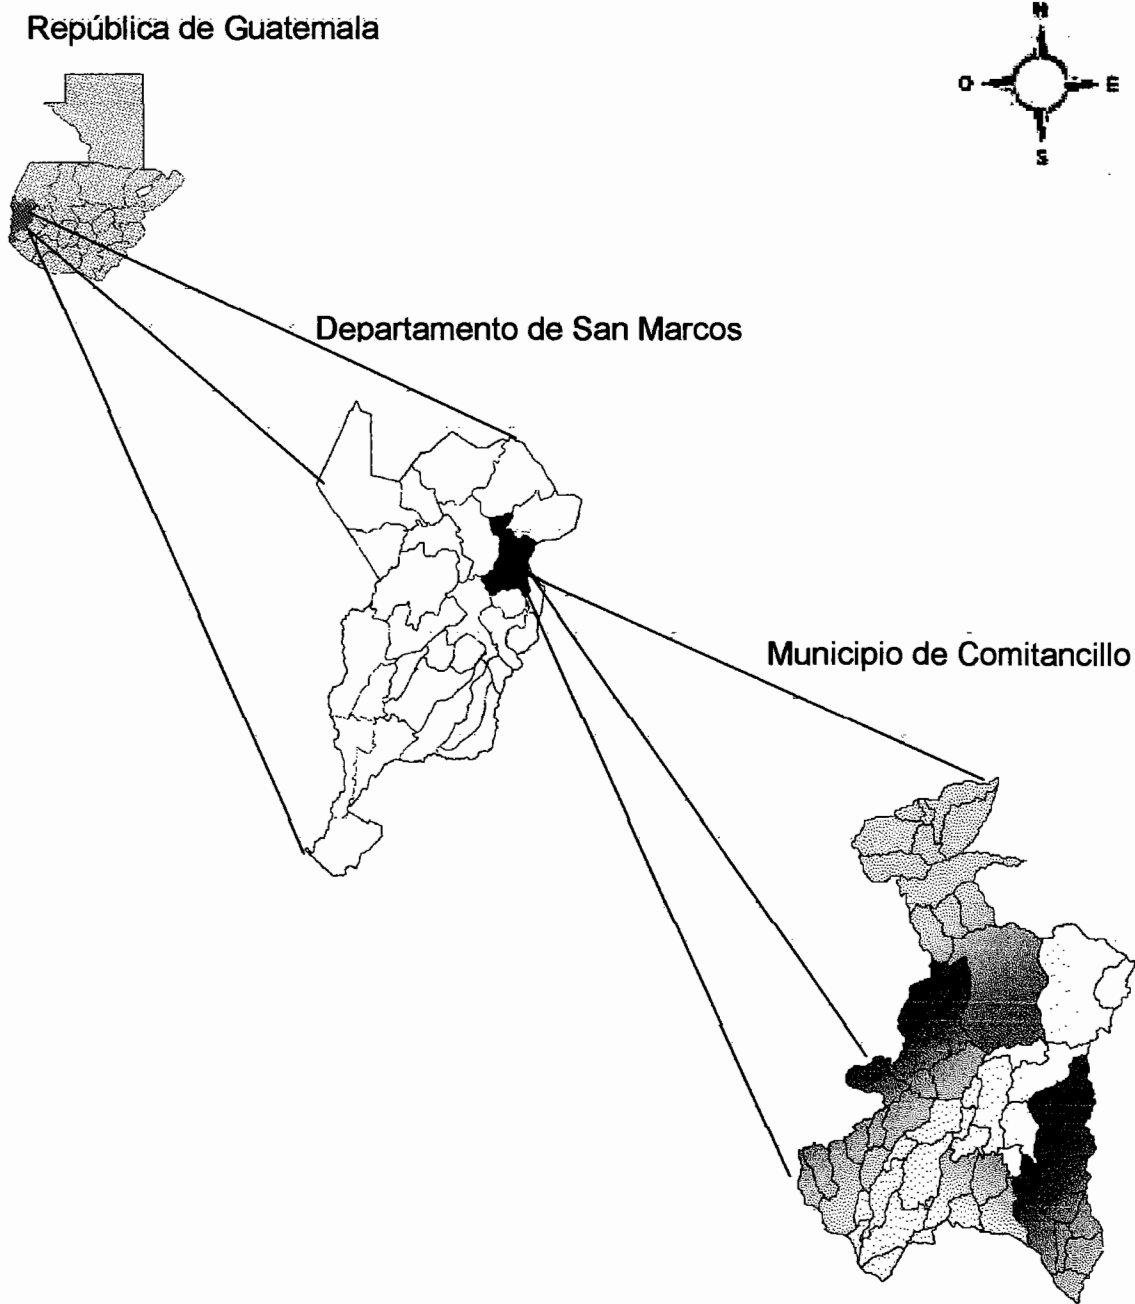 República de Guatemala
N
O E
S
Departamento de San Marcos
Municipio de Comitancillo